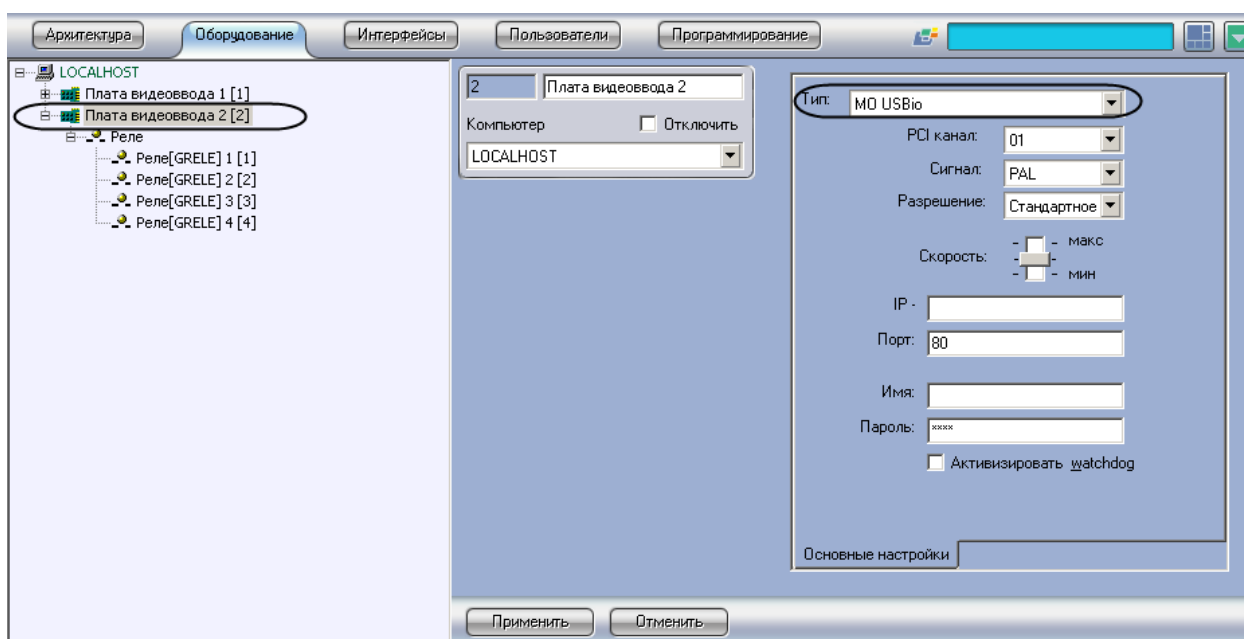 Архитектура Оборудование Интерфейсы Пользователи Программирование
LOCALHOST
Плата видеоввода 1 [1]
Плата видеоввода 2 [2]
Реле
Реле[GRELE] 1 [1]
Реле[GRELE] 2 [2]
Реле[GRELE] 3 [3]
Реле[GRELE] 4 [4]
2 Плата видеоввода 2
Компьютер Отключить
LOCALHOST
Тип: MO USBio
PCI канал: 01
Сигнал: PAL
Разрешение: Стандартное
макс
Скорость:
мин
IP -
Порт: 80
Имя:
Пароль: ××××
Активизировать watchdog
Основные настройки
Применить Отменить